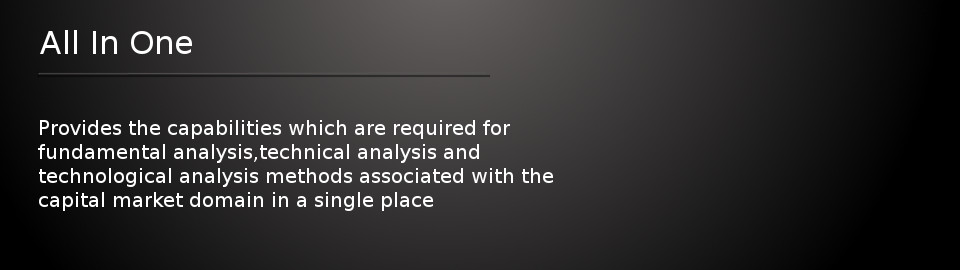 All In One
Provides the capabilities which are required for
fundamental analysis,technical analysis and
technological analysis methods associated with the
capital market domain in a single place